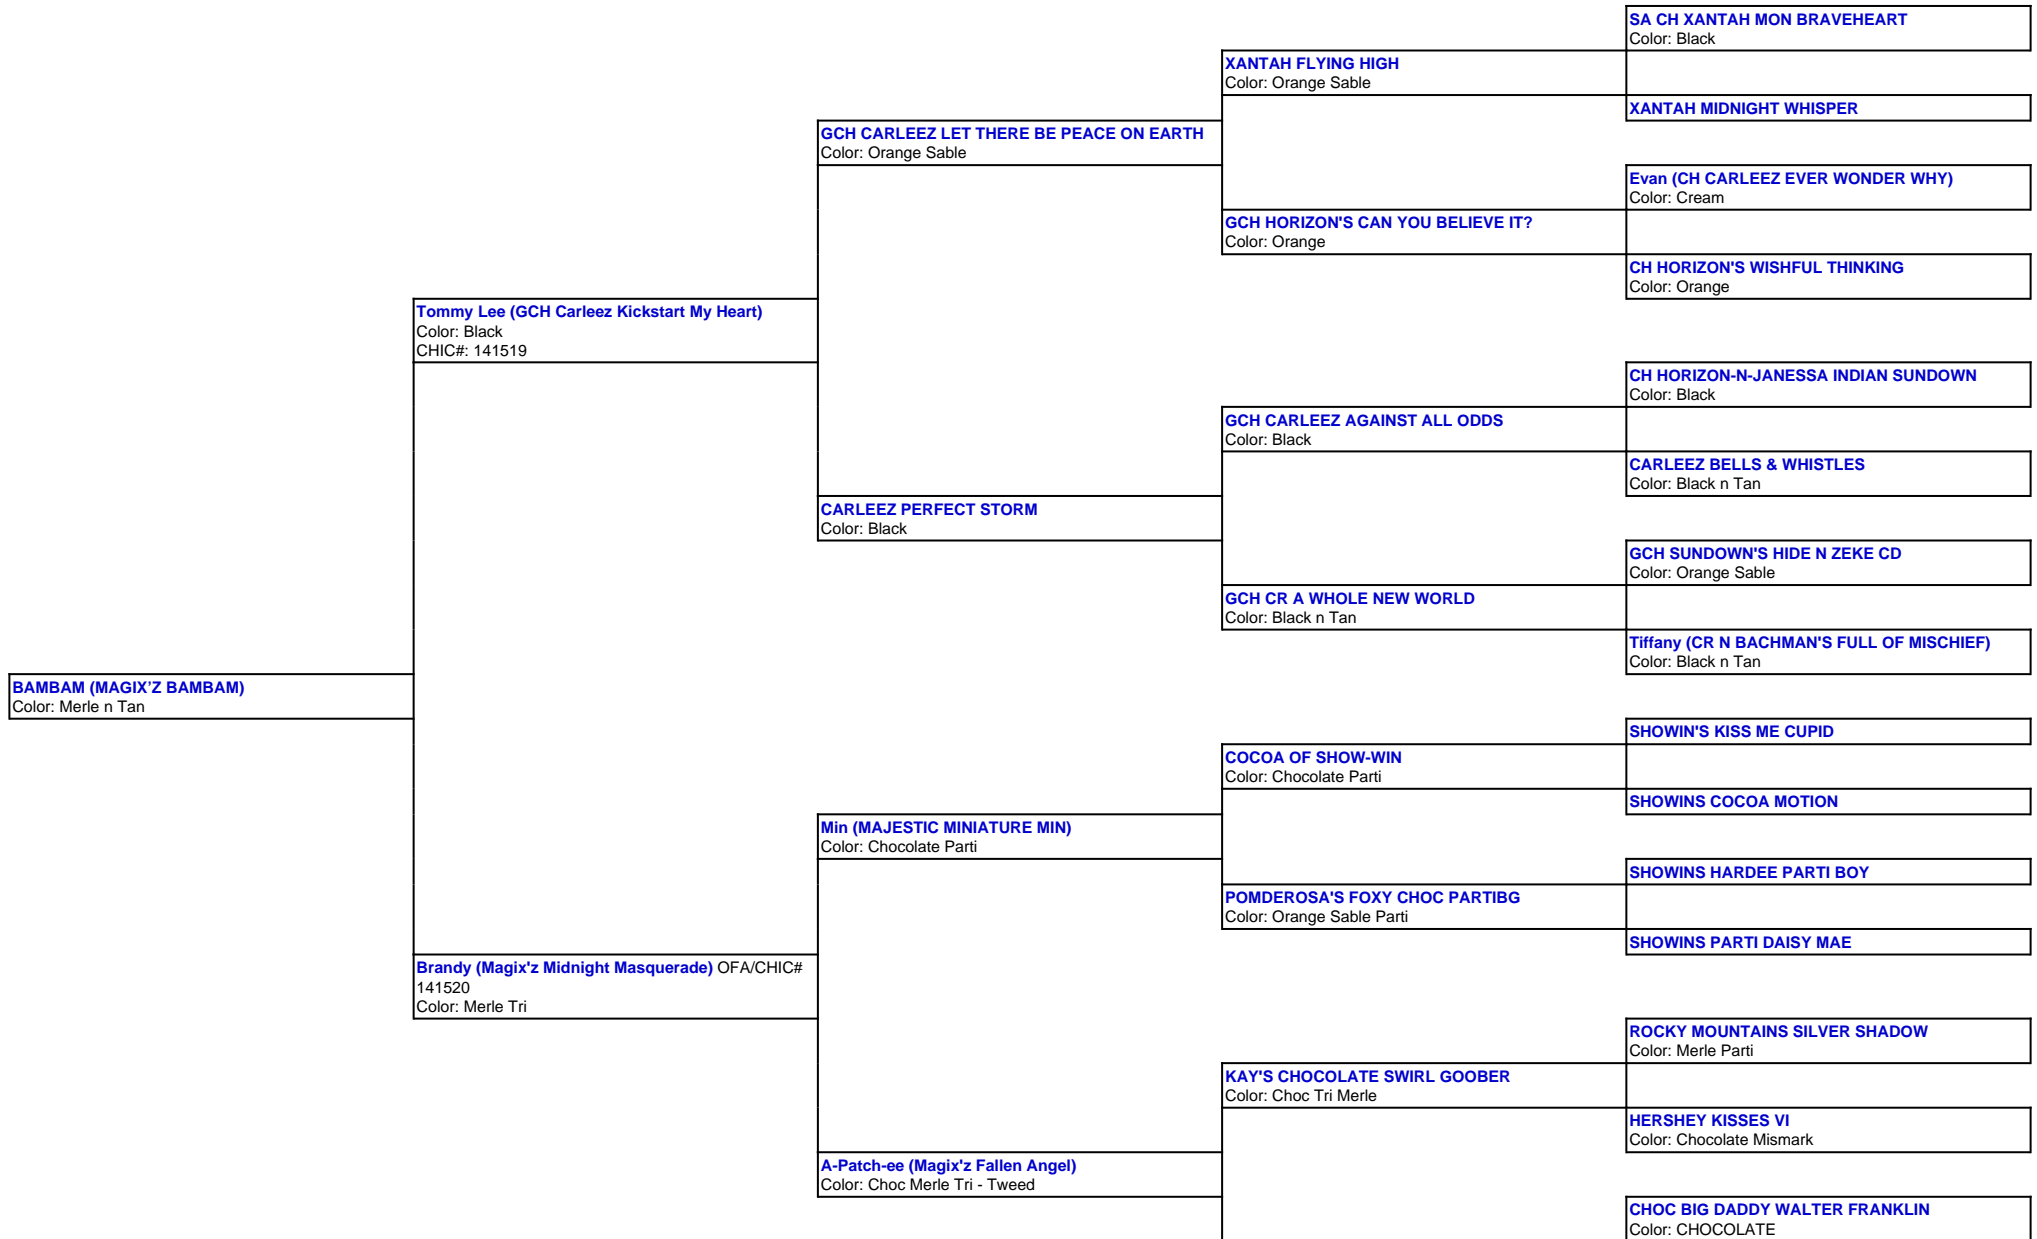 SA CH XANTAH MON BRAVEHEART
Color: Black
XANTAH FLYING HIGH
Color: Orange Sable
XANTAH MIDNIGHT WHISPER
GCH CARLEEZ LET THERE BE PEACE ON EARTH
Color: Orange Sable
Evan (CH CARLEEZ EVER WONDER WHY)
Color: Cream
GCH HORIZON'S CAN YOU BELIEVE IT?
Color: Orange
CH HORIZON'S WISHFUL THINKING
Color: Orange
Tommy Lee (GCH Carleez Kickstart My Heart)
Color: Black
CHIC#: 141519
CH HORIZON-N-JANESSA INDIAN SUNDOWN
Color: Black
GCH CARLEEZ AGAINST ALL ODDS
Color: Black
CARLEEZ BELLS & WHISTLES
Color: Black n Tan
CARLEEZ PERFECT STORM
Color: Black
GCH SUNDOWN'S HIDE N ZEKE CD
Color: Orange Sable
GCH CR A WHOLE NEW WORLD
Color: Black n Tan
Tiffany (CR N BACHMAN'S FULL OF MISCHIEF)
Color: Black n Tan
BAMBAM (MAGIX’Z BAMBAM)
Color: Merle n Tan
SHOWIN'S KISS ME CUPID
COCOA OF SHOW-WIN
Color: Chocolate Parti
SHOWINS COCOA MOTION
Min (MAJESTIC MINIATURE MIN)
Color: Chocolate Parti
SHOWINS HARDEE PARTI BOY
POMDEROSA'S FOXY CHOC PARTIBG
Color: Orange Sable Parti
SHOWINS PARTI DAISY MAE
Brandy (Magix'z Midnight Masquerade) OFA/CHIC#
141520
Color: Merle Tri
ROCKY MOUNTAINS SILVER SHADOW
Color: Merle Parti
KAY'S CHOCOLATE SWIRL GOOBER
Color: Choc Tri Merle
HERSHEY KISSES VI
Color: Chocolate Mismark
A-Patch-ee (Magix'z Fallen Angel)
Color: Choc Merle Tri - Tweed
CHOC BIG DADDY WALTER FRANKLIN
Color: CHOCOLATE